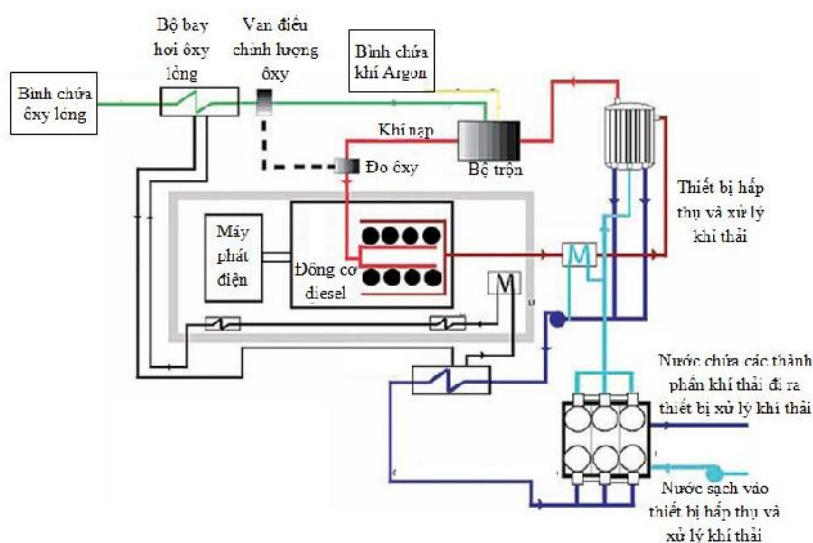 Bộ bay
hơi ôxy
lỏng
Van điều
chỉnh lượng
ôxy
Bình chứa
khí Argon
Bình chứa
ôxy lỏng
Khí nạp
Bộ trộn
Đo ôxy
Thiết bị hấp
thụ và xử lý
khí thải
Máy
phát
điện
Động cơ
diesel
Nước chứa các thành
phần khí thải đi ra
thiết bị xử lý khí thải
Nước sạch vào
thiết bị hấp thụ và
xử lý khí thải